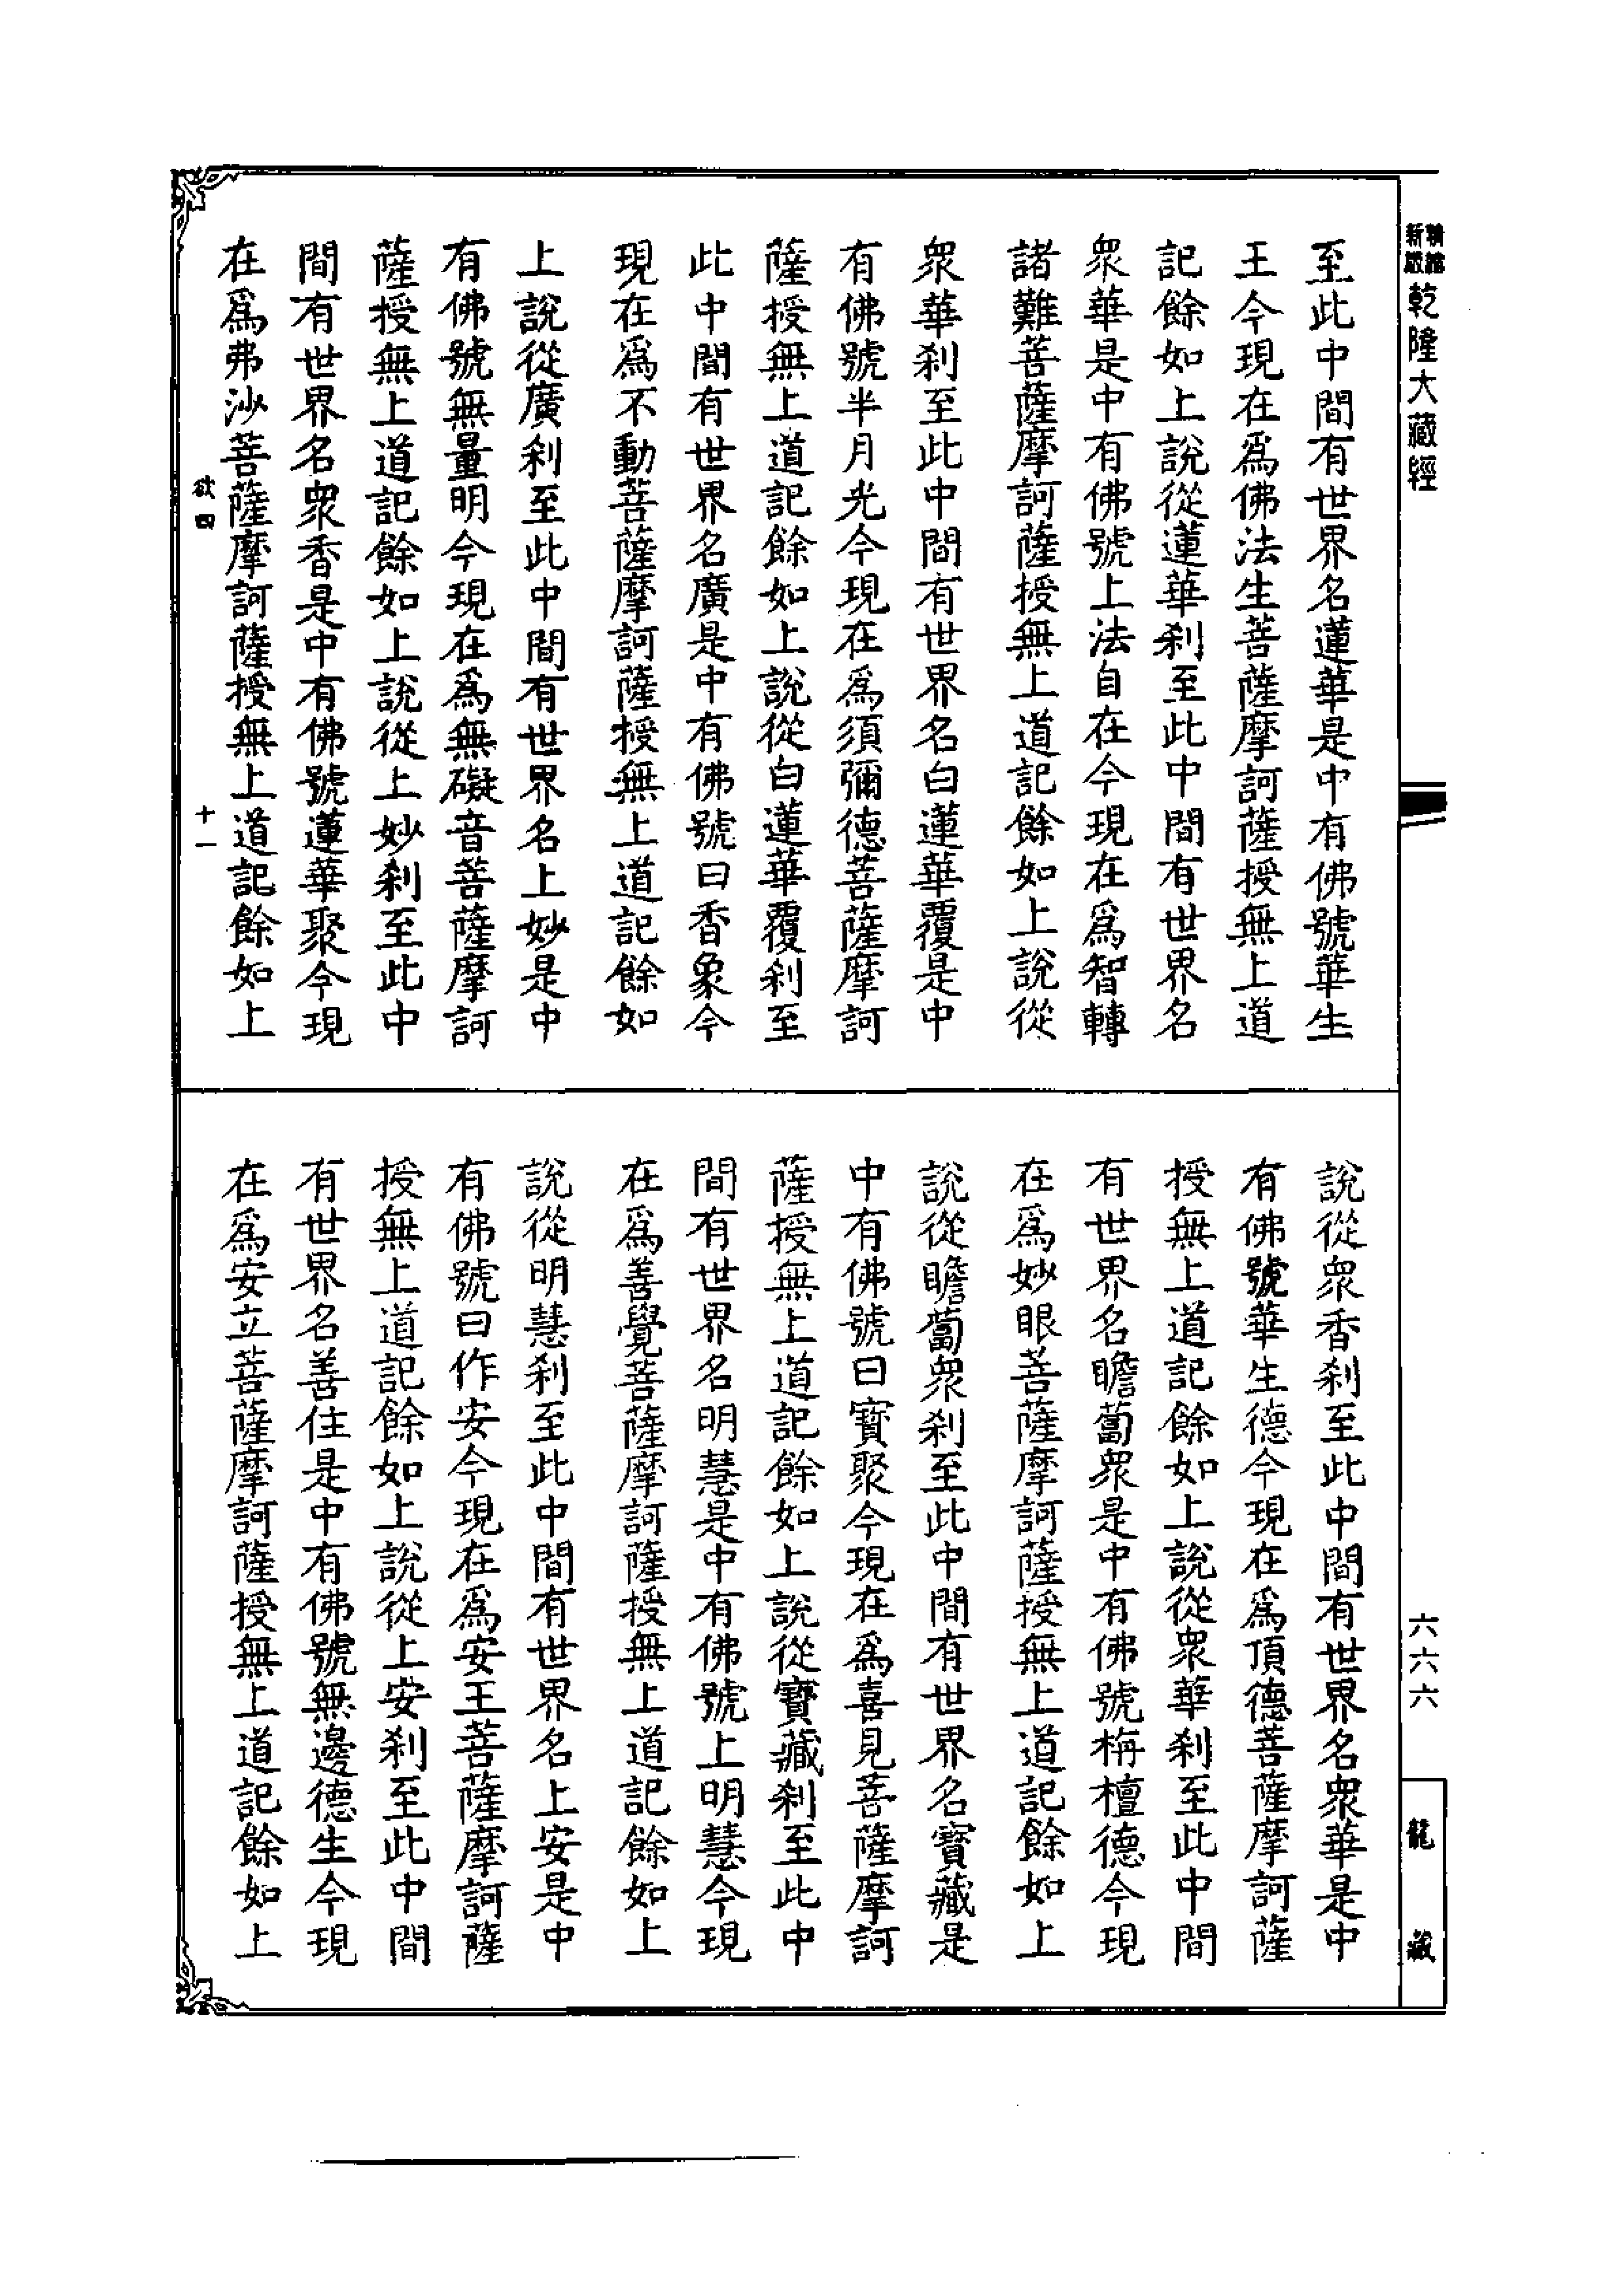 新鐫
乾隆大藏經
至此中間有世界名蓮華是中有佛號華生
王今現在爲佛法生菩薩摩訶薩授無上道
記餘如上說從蓮華刹至此中間有世界名
眾華是中有佛號上法自在今現在爲智轉
諸難菩薩摩訶薩授無上道記餘如上說從
眾華刹至此中間有世界名白蓮華覆是中
有佛號半月光今現在爲須彌德菩薩摩訶
薩授無上道記餘如上說從白蓮華覆刹至
此中間有世界名廣是中有佛號曰香象今
現在爲不動菩薩摩訶薩授無上道記餘如
上說從廣刹至此中間有世界名上妙是中
有佛號無量明今現在爲無礙音菩薩摩訶
薩授無上道記餘如上說從上妙刹至此中
間有世界名眾香是中有佛號蓮華聚今現
在爲弗沙菩薩摩訶薩授無上道記餘如上
欲四
十一
說從眾香刹至此中間有世界名眾華是中
有佛號華生德今現在爲頂德菩薩摩訶薩
授無上道記餘如上說從眾華刹至此中間
有世界名瞻蔔眾是中有佛號栴檀德今現
在爲妙眼菩薩摩訶薩授無上道記餘如上
說從瞻蔔眾刹至此中間有世界名寶藏是
中有佛號曰寶聚今現在爲喜見菩薩摩訶
薩授無上道記餘如上說從寶藏刹至此中
間有世界名明慧是中有佛號上明慧今現
在爲善覺菩薩摩訶薩授無上道記餘如上
說從明慧刹至此中間有世界名上安是中
有佛號曰作安今現在爲安王菩薩摩訶薩
授無上道記餘如上說從上安刹至此中間
有世界名善住是中有佛號無邊德生今現
在爲安立菩薩摩訶薩授無上道記餘如上
六六六
龍藏